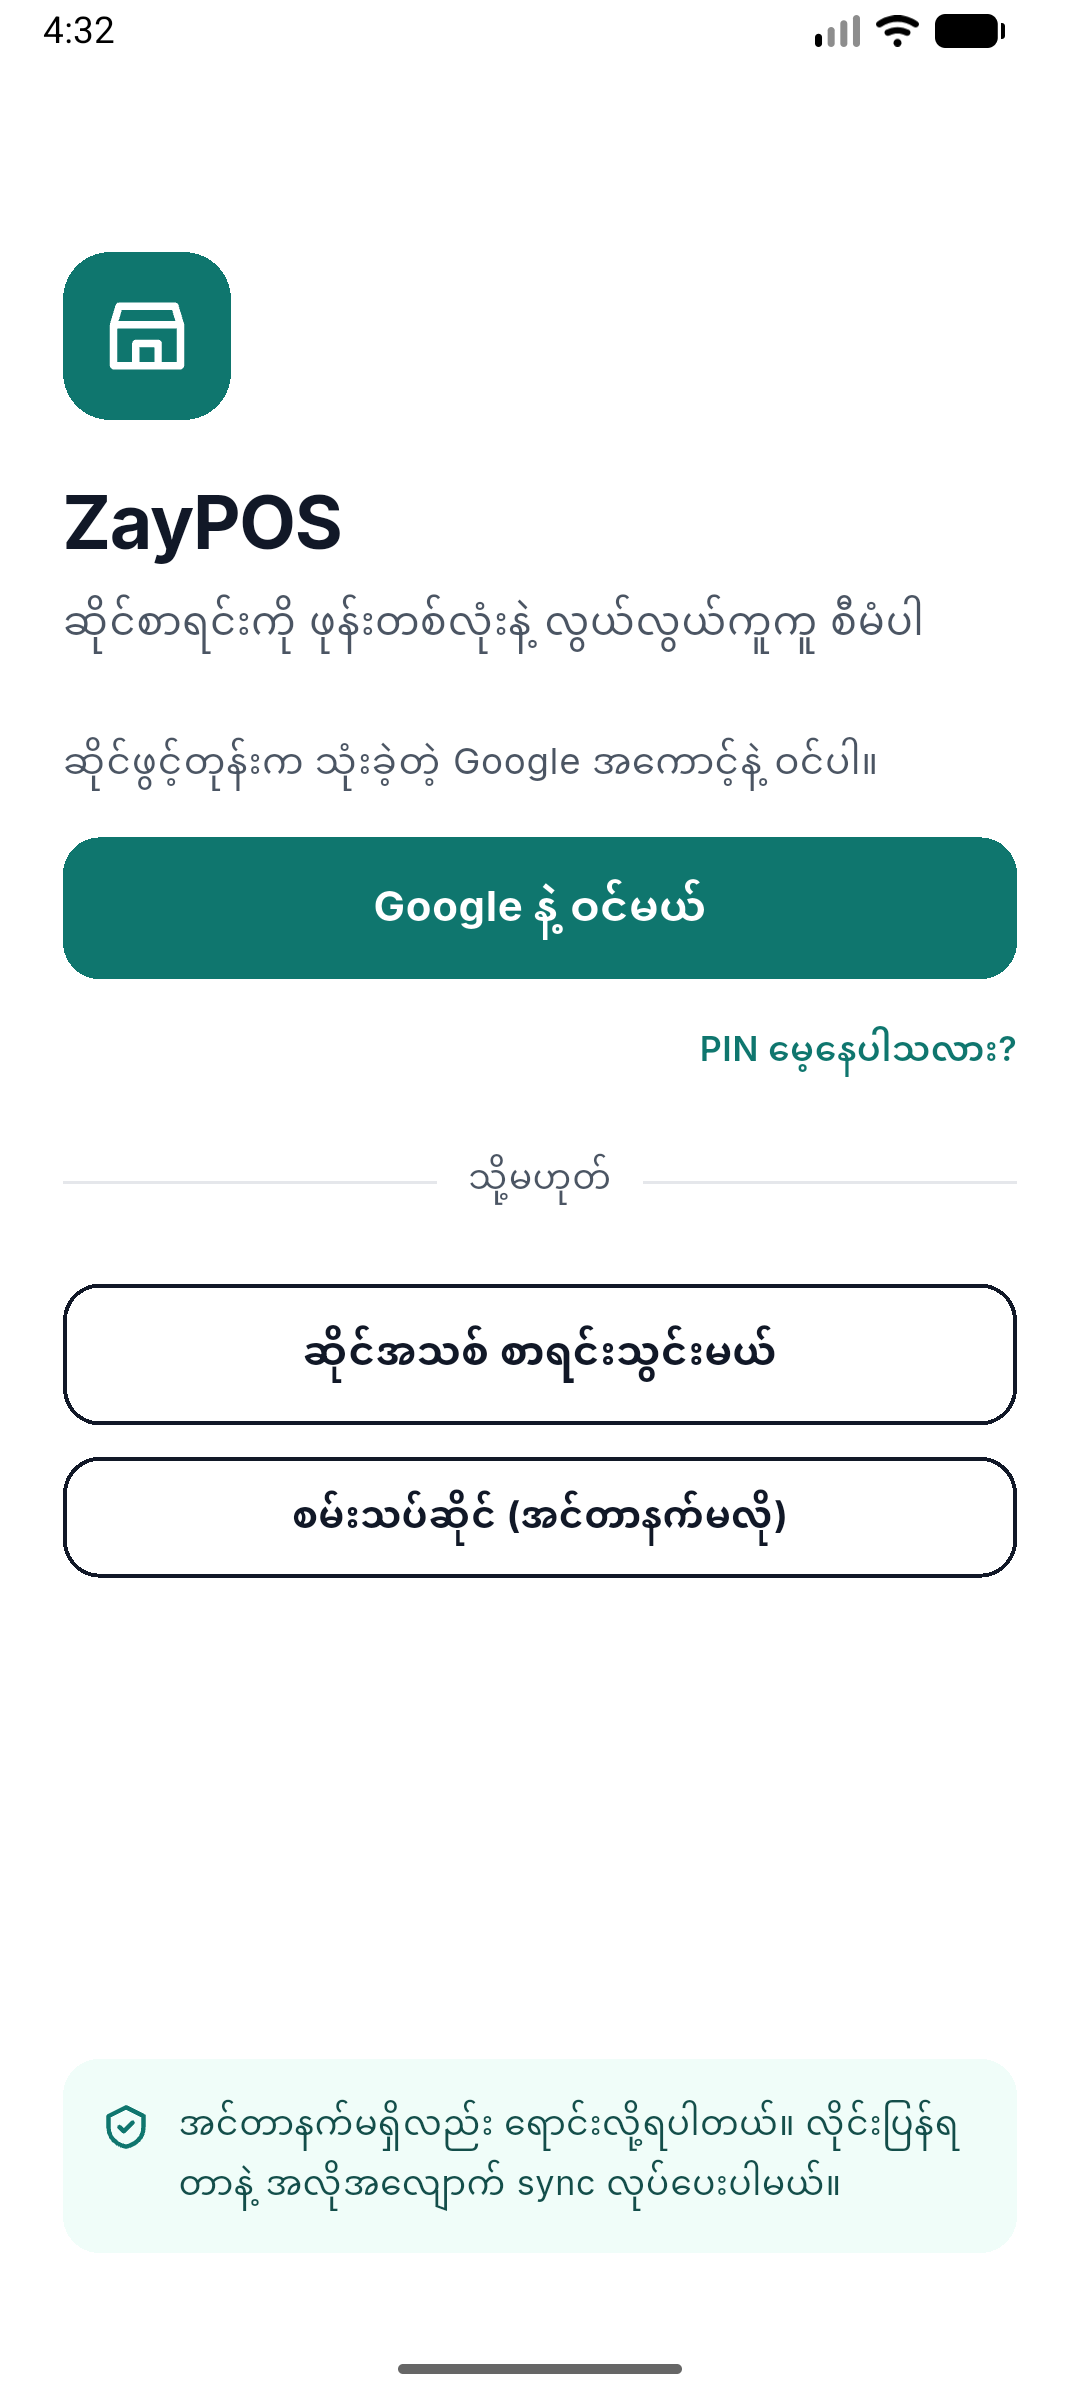 4:32
ZayPOS
ဆိုင်စာရင်းကို ဖုန်းတစ်လုံးနဲ့ လွယ်လွယ်ကူကူ စီမံပါ
ဆိုင်ဖွင့်တုန်းက သုံးခဲ့တဲ့ Google အကောင့်နဲ့ ဝင်ပါ။
Google နဲ့ ဝင်မယ်
PIN မေ့နေပါသလား?
သို့မဟုတ်
ဆိုင်အသစ် စာရင်းသွင်းမယ်
စမ်းသပ်ဆိုင် (အင်တာနက်မလို)
အင်တာနက်မရှိလည်း ရောင်းလို့ရပါတယ်။ လိုင်းပြန်ရ
တာနဲ့ အလိုအလျောက် sync လုပ်ပေးပါမယ်။